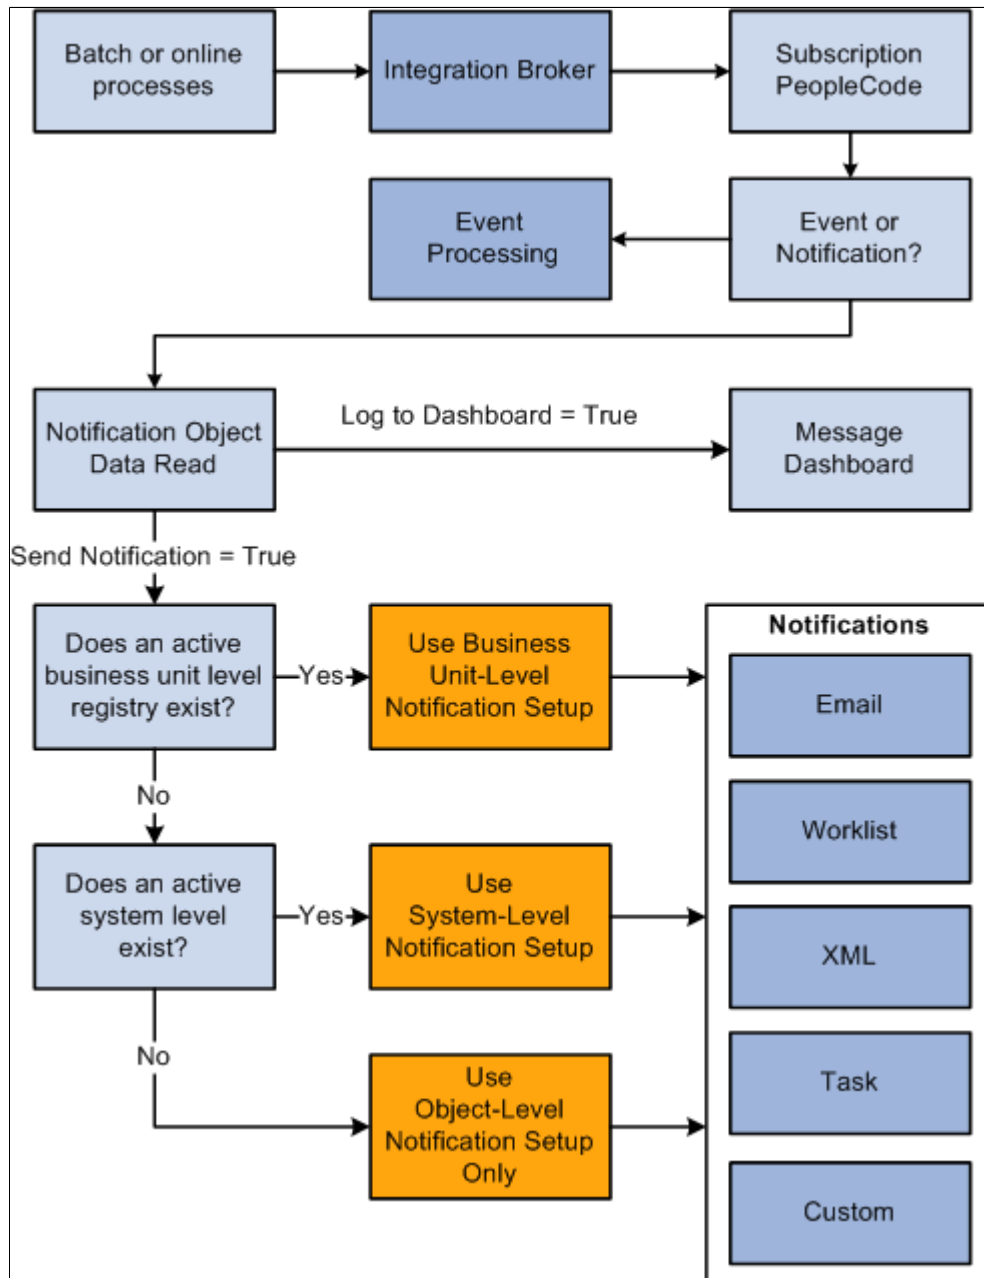 Batch or online
processes
Integration Broker
Subscription
PeopleCode
Event
Processing
Event or
Notification?
Notification Object
Data Read
Log to Dashboard = True
Message
Dashboard
Send Notification = True
Does an active
business unit level
registry exist?
Yes
Use Business
Unit-Level
Notification Setup
Notifications
Email
Worklist
XML
Task
Custom
No
Does an active
system level
exist?
Yes
Use
System-Level
Notification Setup
No
Use
Object-Level
Notification Setup
Only